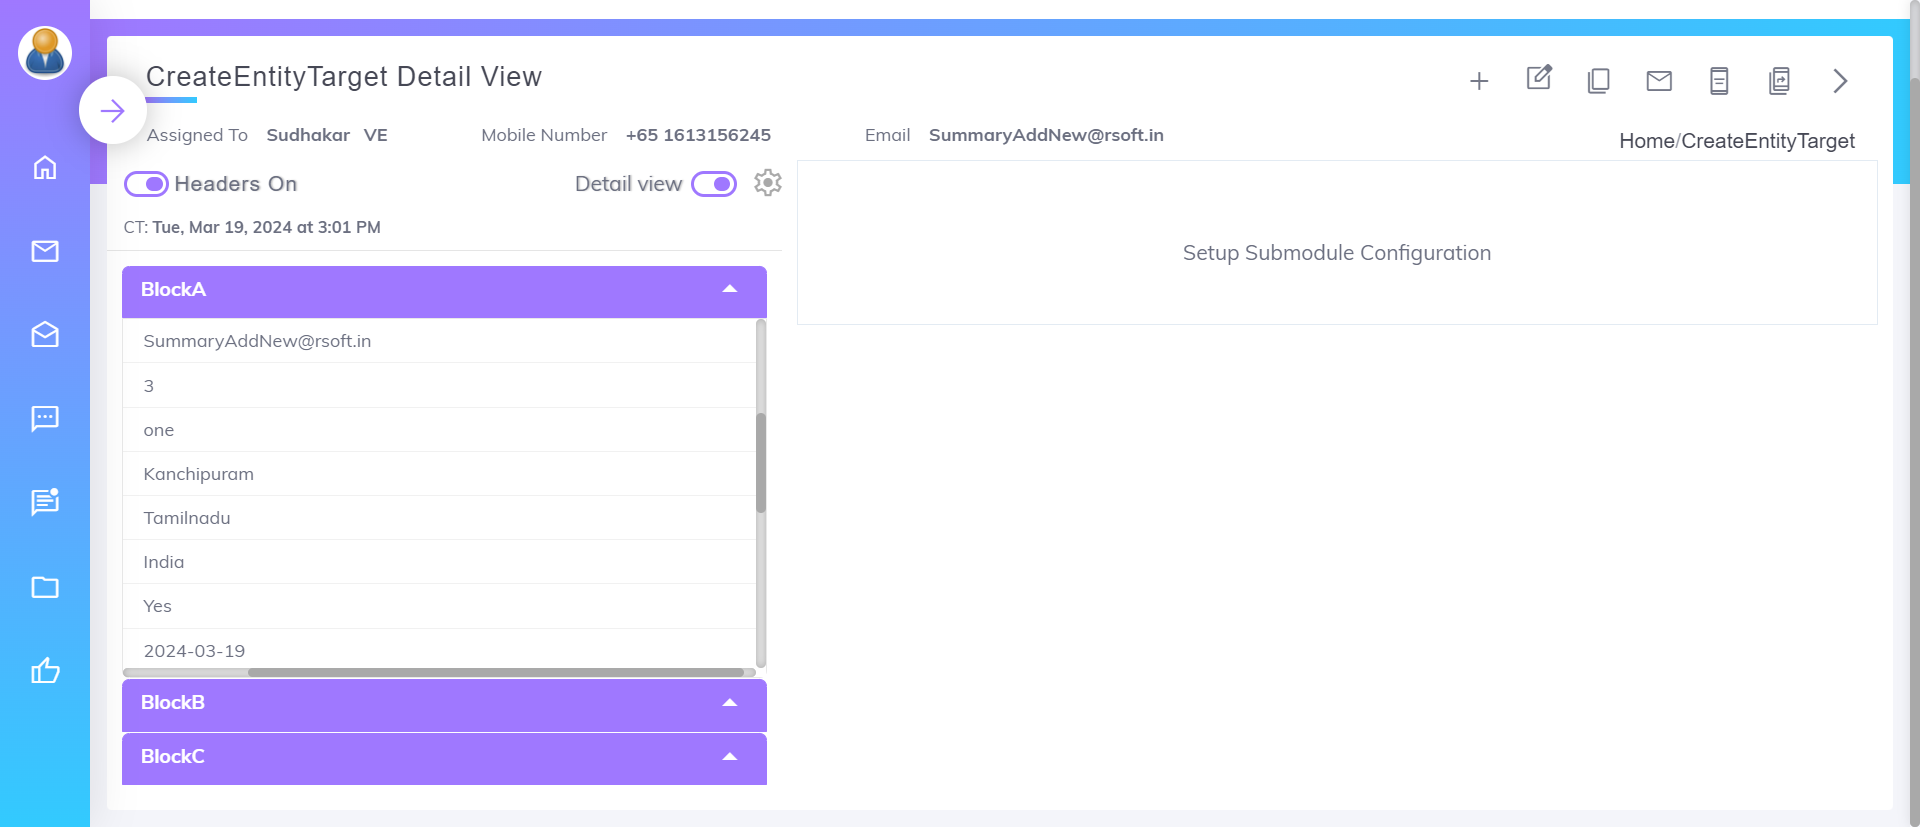 CreateEntityTarget Detail View
Assigned To Sudhakar VE Mobile Number +65 1613156245 Email SummaryAddNew@rsoft.in
Home/CreateEntityTarget
Headers On Detail view
CT: Tue, Mar 19, 2024 at 3:01 PM
Setup Submodule Configuration
BlockA
SummaryAddNew@rsoft.in
3
one
Kanchipuram
Tamilnadu
India
Yes
2024-03-19
BlockB
BlockC